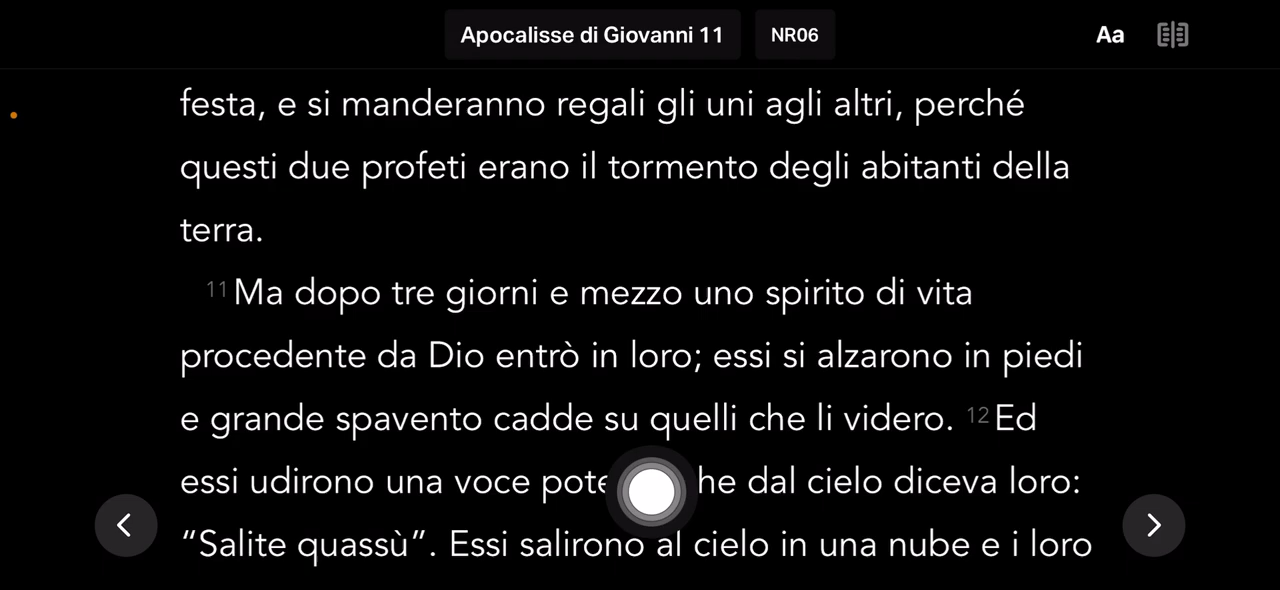 Apocalisse di Giovanni 11 NR06 Aa
festa, e si manderanno regali gli uni agli altri, perché
questi due profeti erano il tormento degli abitanti della
terra.
11 Ma dopo tre giorni e mezzo uno spirito di vita
procedente da Dio entrò in loro; essi si alzarono in piedi
e grande spavento cadde su quelli che li videro. 12 Ed
essi udirono una voce dal cielo diceva loro:
“Salite quassù”. Essi salirono al cielo in una nube e i loro